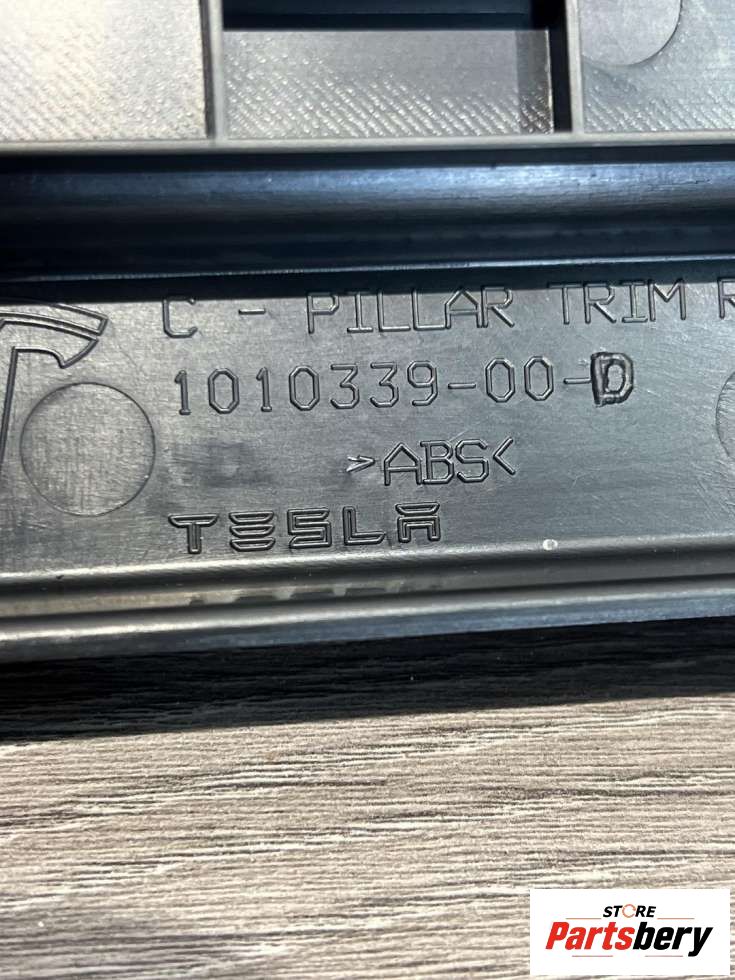 C - PILLAR TRIM R
1010339-00-D
>ABS<
TESLA
STORE
Partsbery